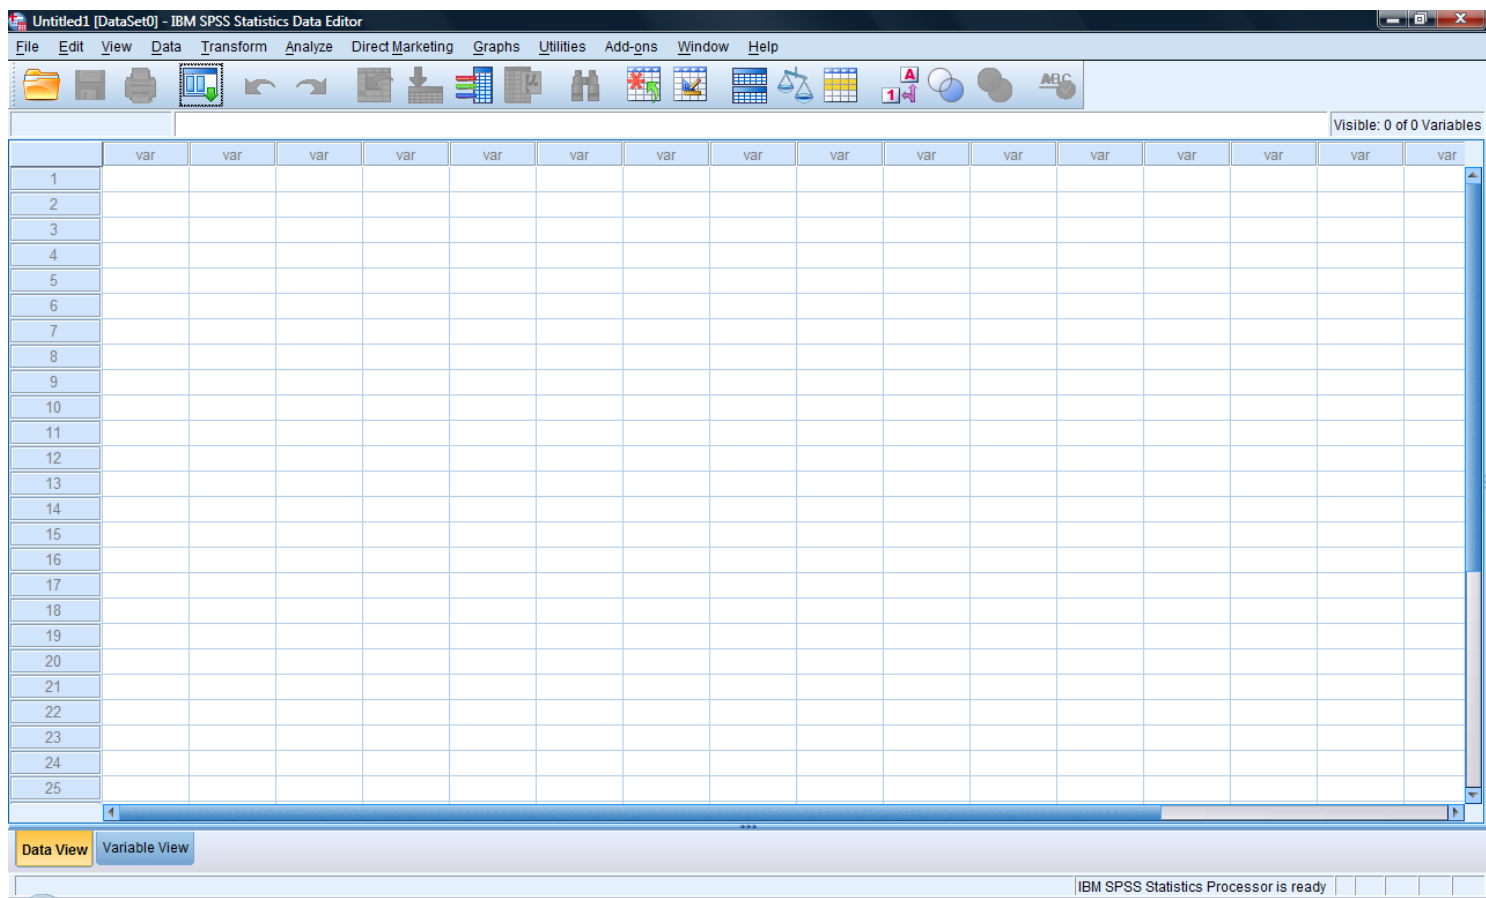 Untitled1 [DataSet0] - IBM SPSS Statistics Data Editor
File Edit View Data Transform Analyze Direct Marketing Graphs Utilities Add-ons Window Help
A
1
μ
ABC
Visible: 0 of 0 Variables
var var var var var var var var var var var var var var var var
1
2
3
4
5
6
7
8
9
10
11
12
13
14
15
16
17
18
19
20
21
22
23
24
25
Data View Variable View
IBM SPSS Statistics Processor is ready